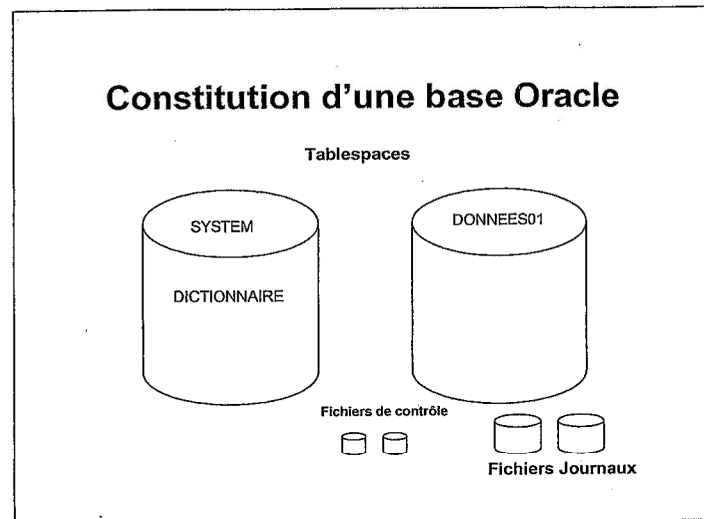 Constitution d'une base Oracle
Tablespaces
SYSTEM
DONNEES01
DICTIONNAIRE
Fichiers de contrôle
Fichiers Journaux